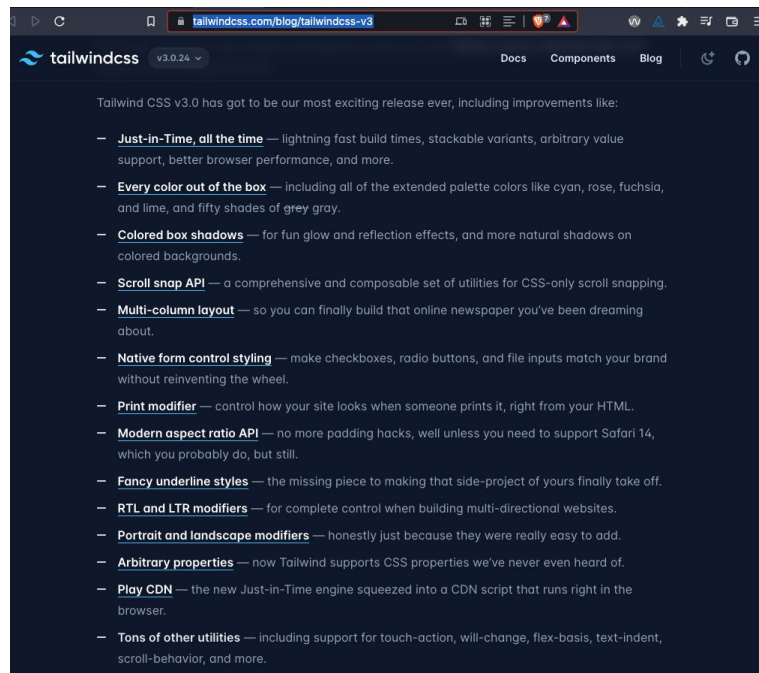 tailwindcss.com/blog/tailwindcss-v3
tailwindcss v3.0.24 Docs Components Blog
Tailwind CSS v3.0 has got to be our most exciting release ever, including improvements like:
— Just-in-Time, all the time — lightning fast build times, stackable variants, arbitrary value
support, better browser performance, and more.
— Every color out of the box — including all of the extended palette colors like cyan, rose, fuchsia,
and lime, and fifty shades of grey gray.
— Colored box shadows — for fun glow and reflection effects, and more natural shadows on
colored backgrounds.
— Scroll snap API — a comprehensive and composable set of utilities for CSS-only scroll snapping.
— Multi-column layout — so you can finally build that online newspaper you've been dreaming
about.
— Native form control styling — make checkboxes, radio buttons, and file inputs match your brand
without reinventing the wheel.
— Print modifier — control how your site looks when someone prints it, right from your HTML.
— Modern aspect ratio API — no more padding hacks, well unless you need to support Safari 14,
which you probably do, but still.
— Fancy underline styles — the missing piece to making that side-project of yours finally take off.
— RTL and LTR modifiers — for complete control when building multi-directional websites.
— Portrait and landscape modifiers — honestly just because they were really easy to add.
— Arbitrary properties — now Tailwind supports CSS properties we've never even heard of.
— Play CDN — the new Just-in-Time engine squeezed into a CDN script that runs right in the
browser.
— Tons of other utilities — including support for touch-action, will-change, flex-basis, text-indent,
scroll-behavior, and more.